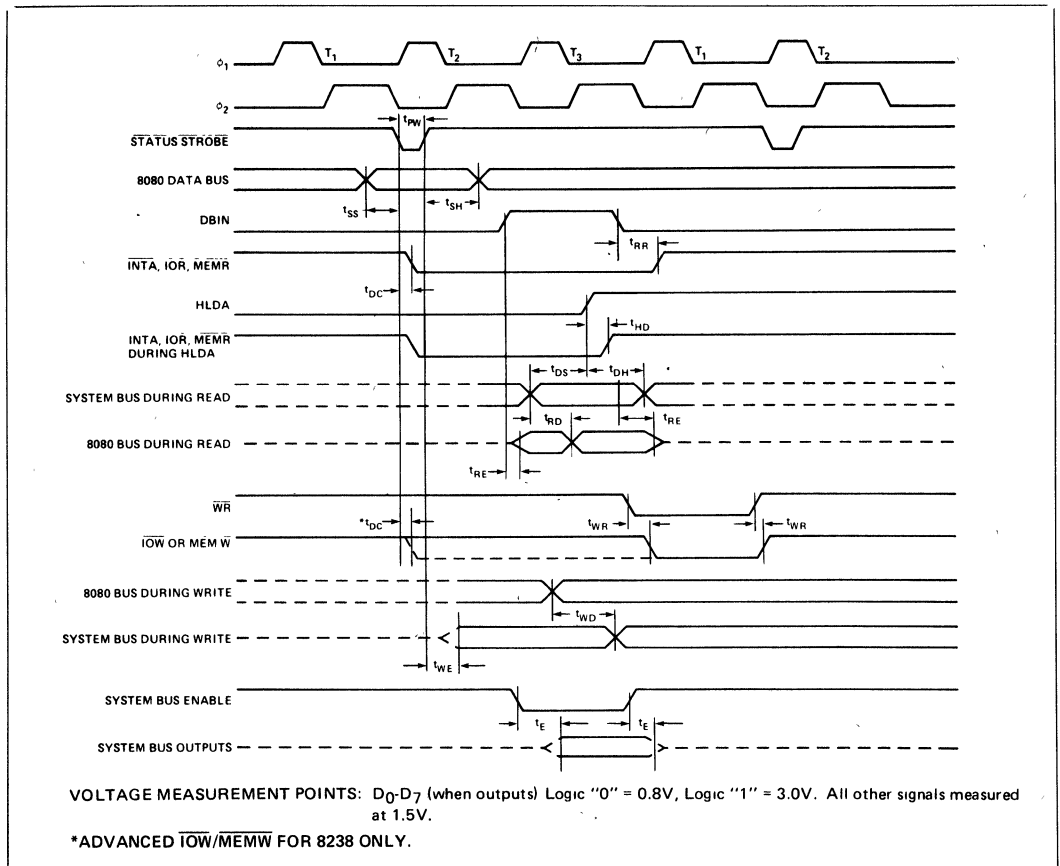 T1 T2 T3 T1 T2
ϕ1
ϕ2
tPW
STATUS STROBE
8080 DATA BUS
tSS tSH
DBIN
tRR
INTA, IOR, MEMR
tDC
HLDA
tHD
INTA, IOR, MEMR
DURING HLDA
tDS tDH
SYSTEM BUS DURING READ
tRD tRE
8080 BUS DURING READ
tRE
WR
*tDC tWR tWR
IOW OR MEM W
8080 BUS DURING WRITE
tWD
SYSTEM BUS DURING WRITE
tWE
SYSTEM BUS ENABLE
tE tE
SYSTEM BUS OUTPUTS
VOLTAGE MEASUREMENT POINTS: D0-D7 (when outputs) Logic "0" = 0.8V, Logic "1" = 3.0V. All other signals measured
at 1.5V.
*ADVANCED IOW/MEMW FOR 8238 ONLY.